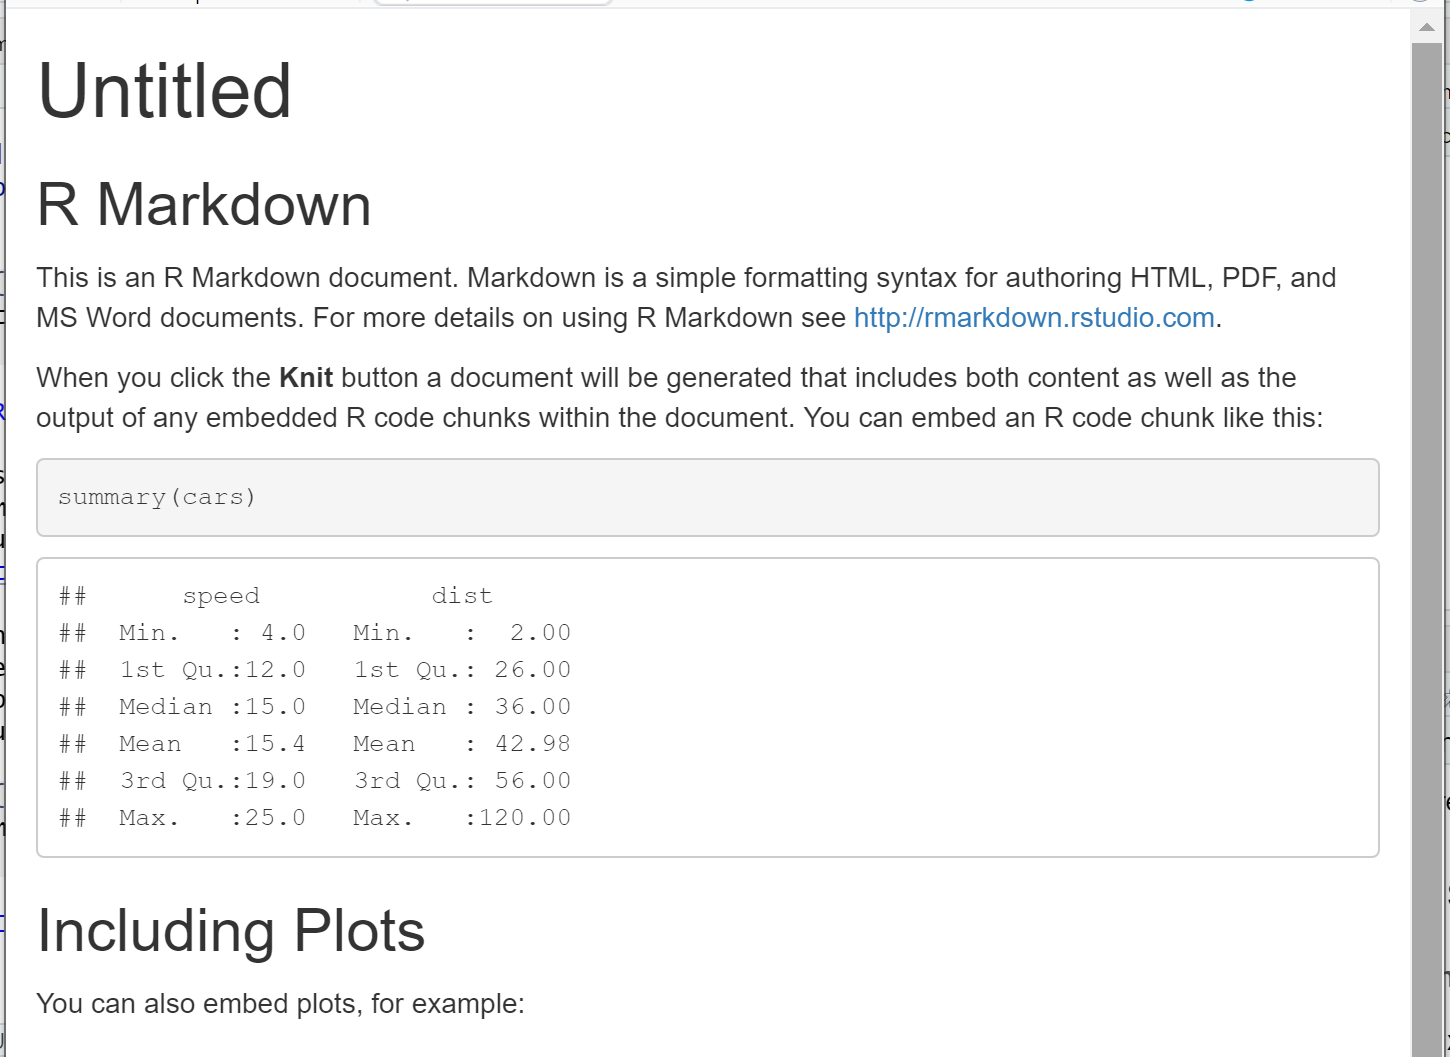 Untitled
R Markdown
This is an R Markdown document. Markdown is a simple formatting syntax for authoring HTML, PDF, and
MS Word documents. For more details on using R Markdown see http://rmarkdown.rstudio.com.
When you click the Knit button a document will be generated that includes both content as well as the
output of any embedded R code chunks within the document. You can embed an R code chunk like this:
summary(cars)
##      speed           dist
##  Min.   : 4.0   Min.   :  2.00
##  1st Qu.:12.0   1st Qu.: 26.00
##  Median :15.0   Median : 36.00
##  Mean   :15.4   Mean   : 42.98
##  3rd Qu.:19.0   3rd Qu.: 56.00
##  Max.   :25.0   Max.   :120.00
Including Plots
You can also embed plots, for example: